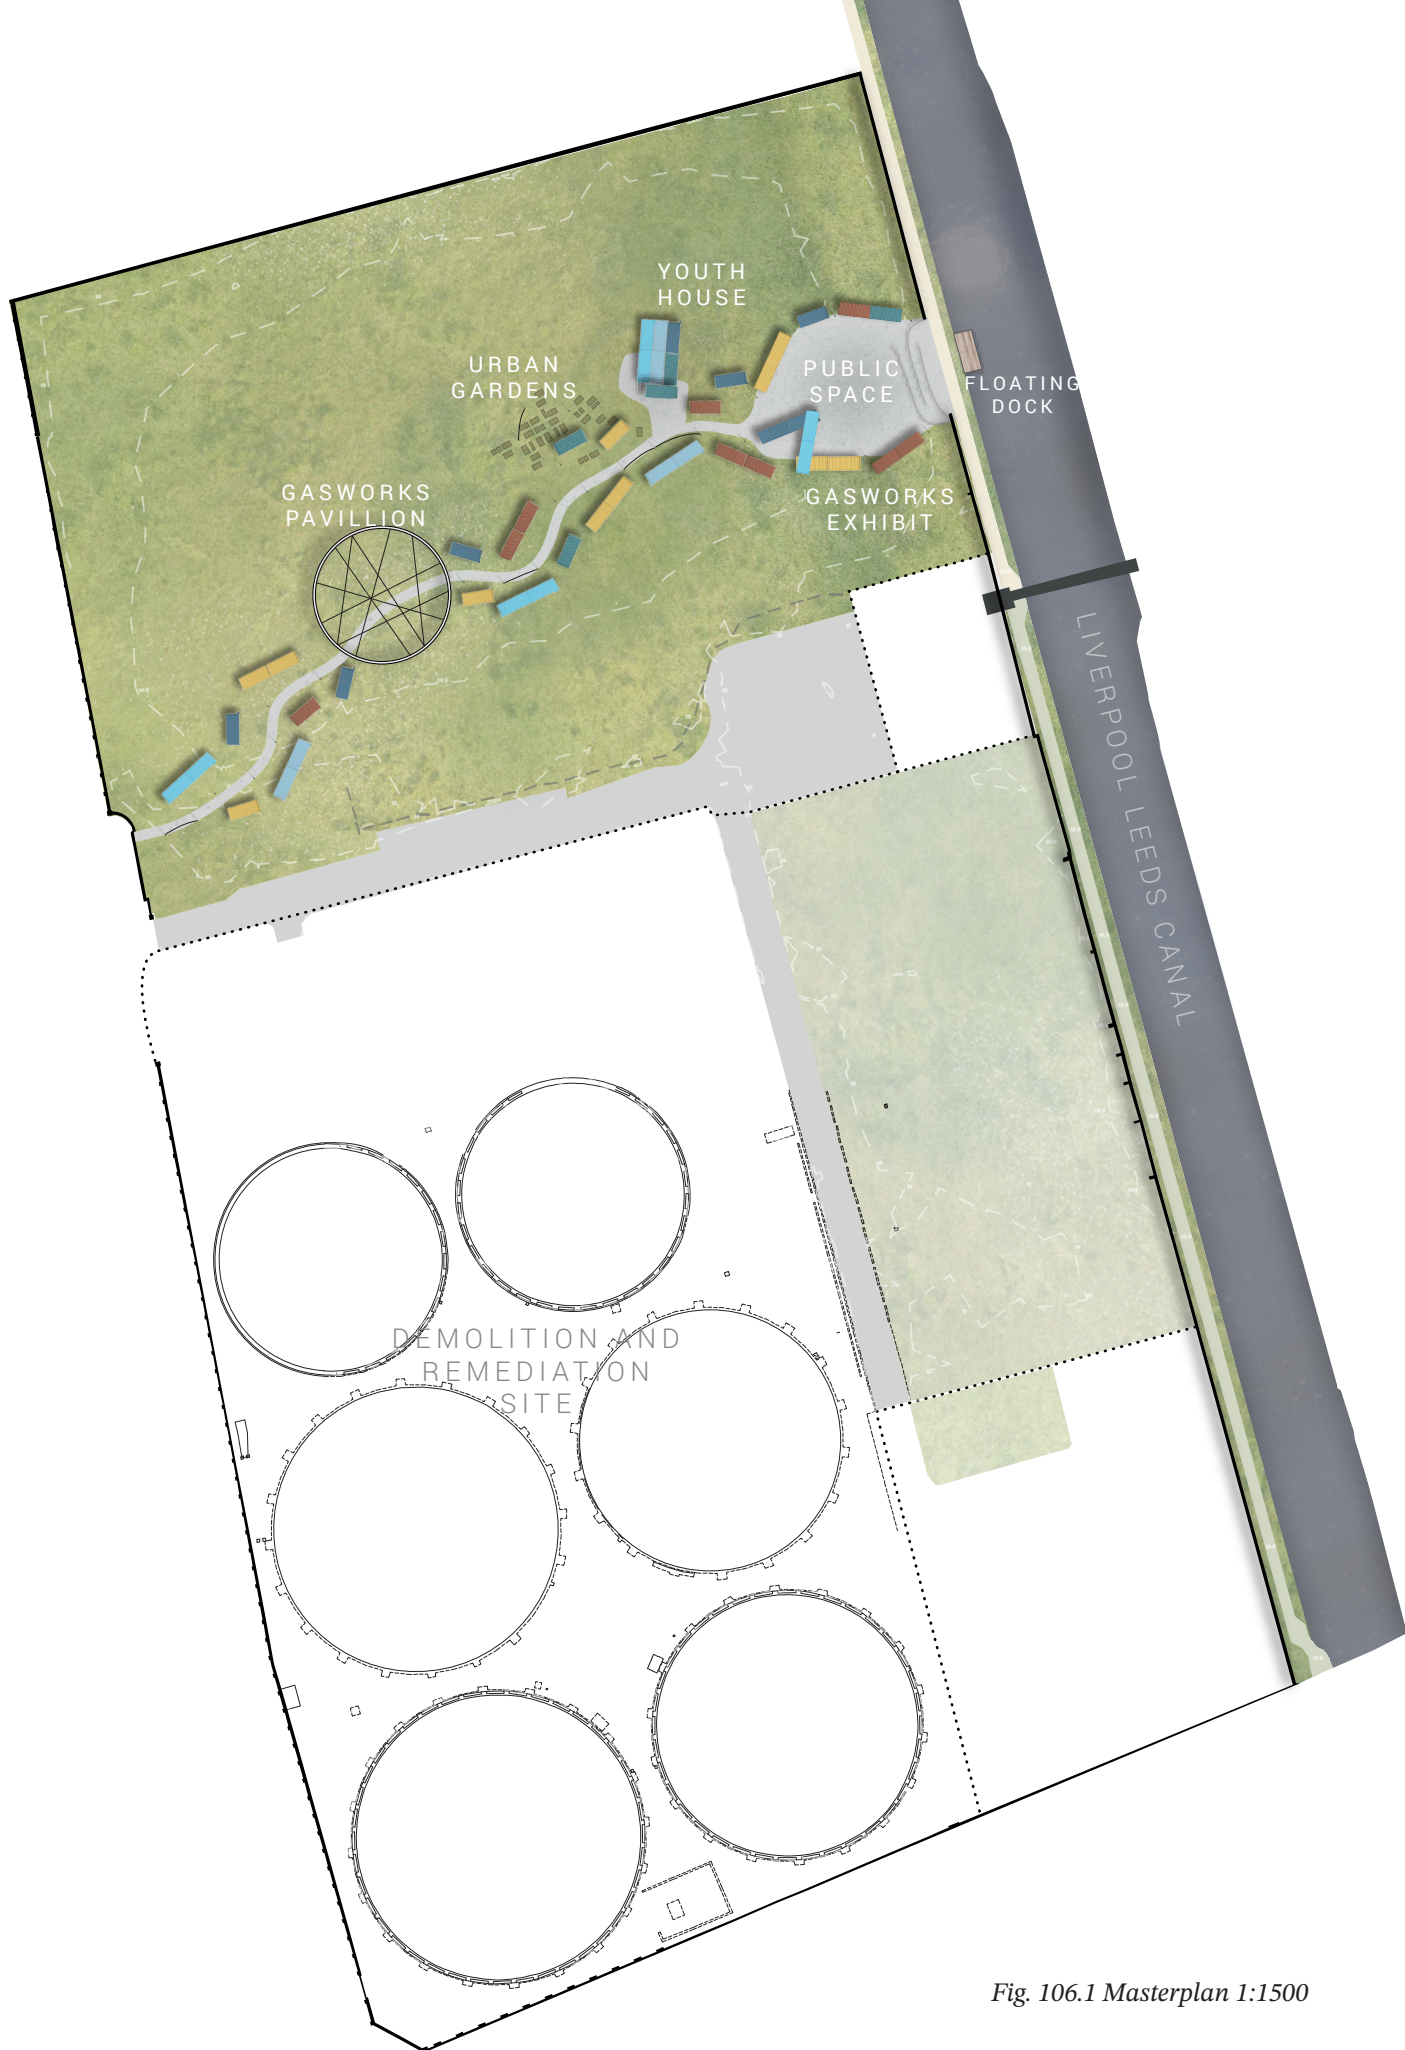 YOUTH
HOUSE
URBAN
GARDENS
PUBLIC
SPACE
FLOATING
DOCK
GASWORKS
PAVILLION
GASWORKS
EXHIBIT
LIVERPOOL LEEDS CANAL
DEMOLITION AND
REMEDIATION
SITE
Fig. 106.1 Masterplan 1:1500